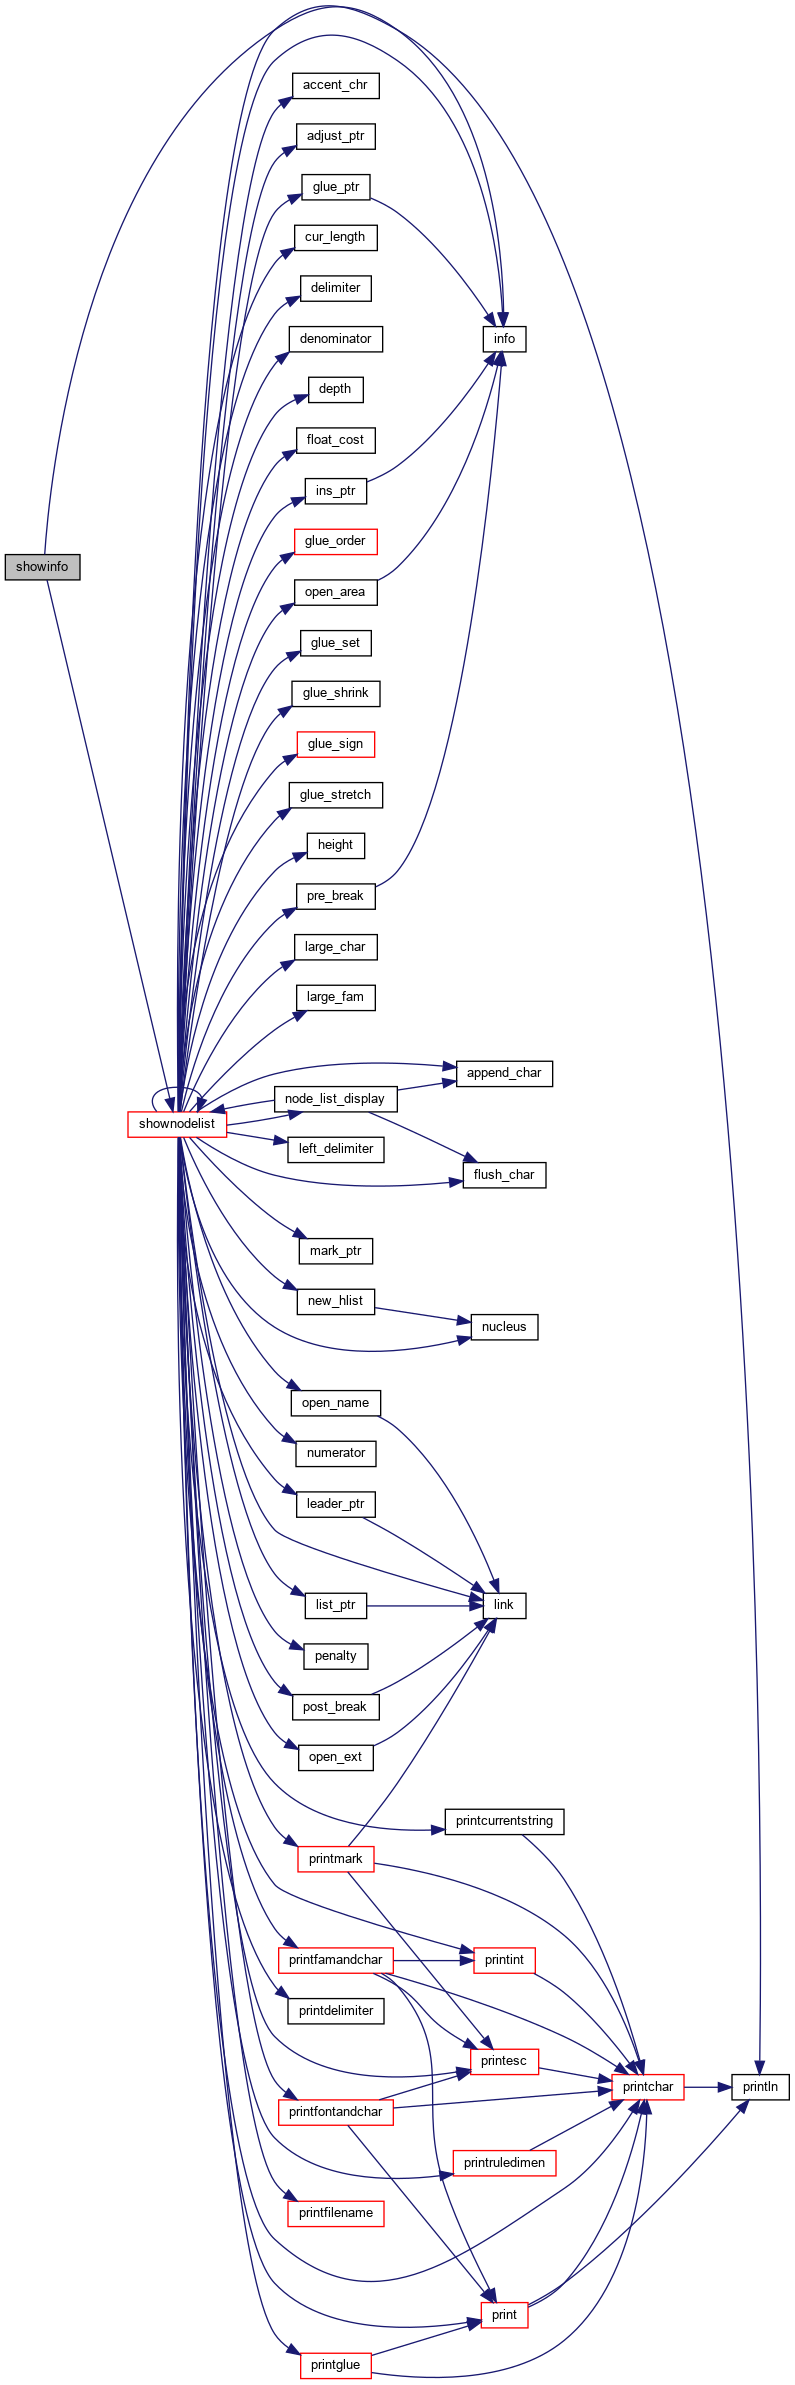 accent_chr
adjust_ptr
glue_ptr
cur_length
delimiter
info
denominator
depth
float_cost
ins_ptr
glue_order
showinfo
open_area
glue_set
glue_shrink
glue_sign
glue_stretch
height
pre_break
large_char
large_fam
append_char
node_list_display
shownodelist
left_delimiter
flush_char
mark_ptr
new_hlist
nucleus
open_name
numerator
leader_ptr
link
list_ptr
penalty
post_break
open_ext
printcurrentstring
printmark
printfamandchar
printint
printdelimiter
printesc
printchar
println
printfontandchar
printruledimen
printfilename
print
printglue